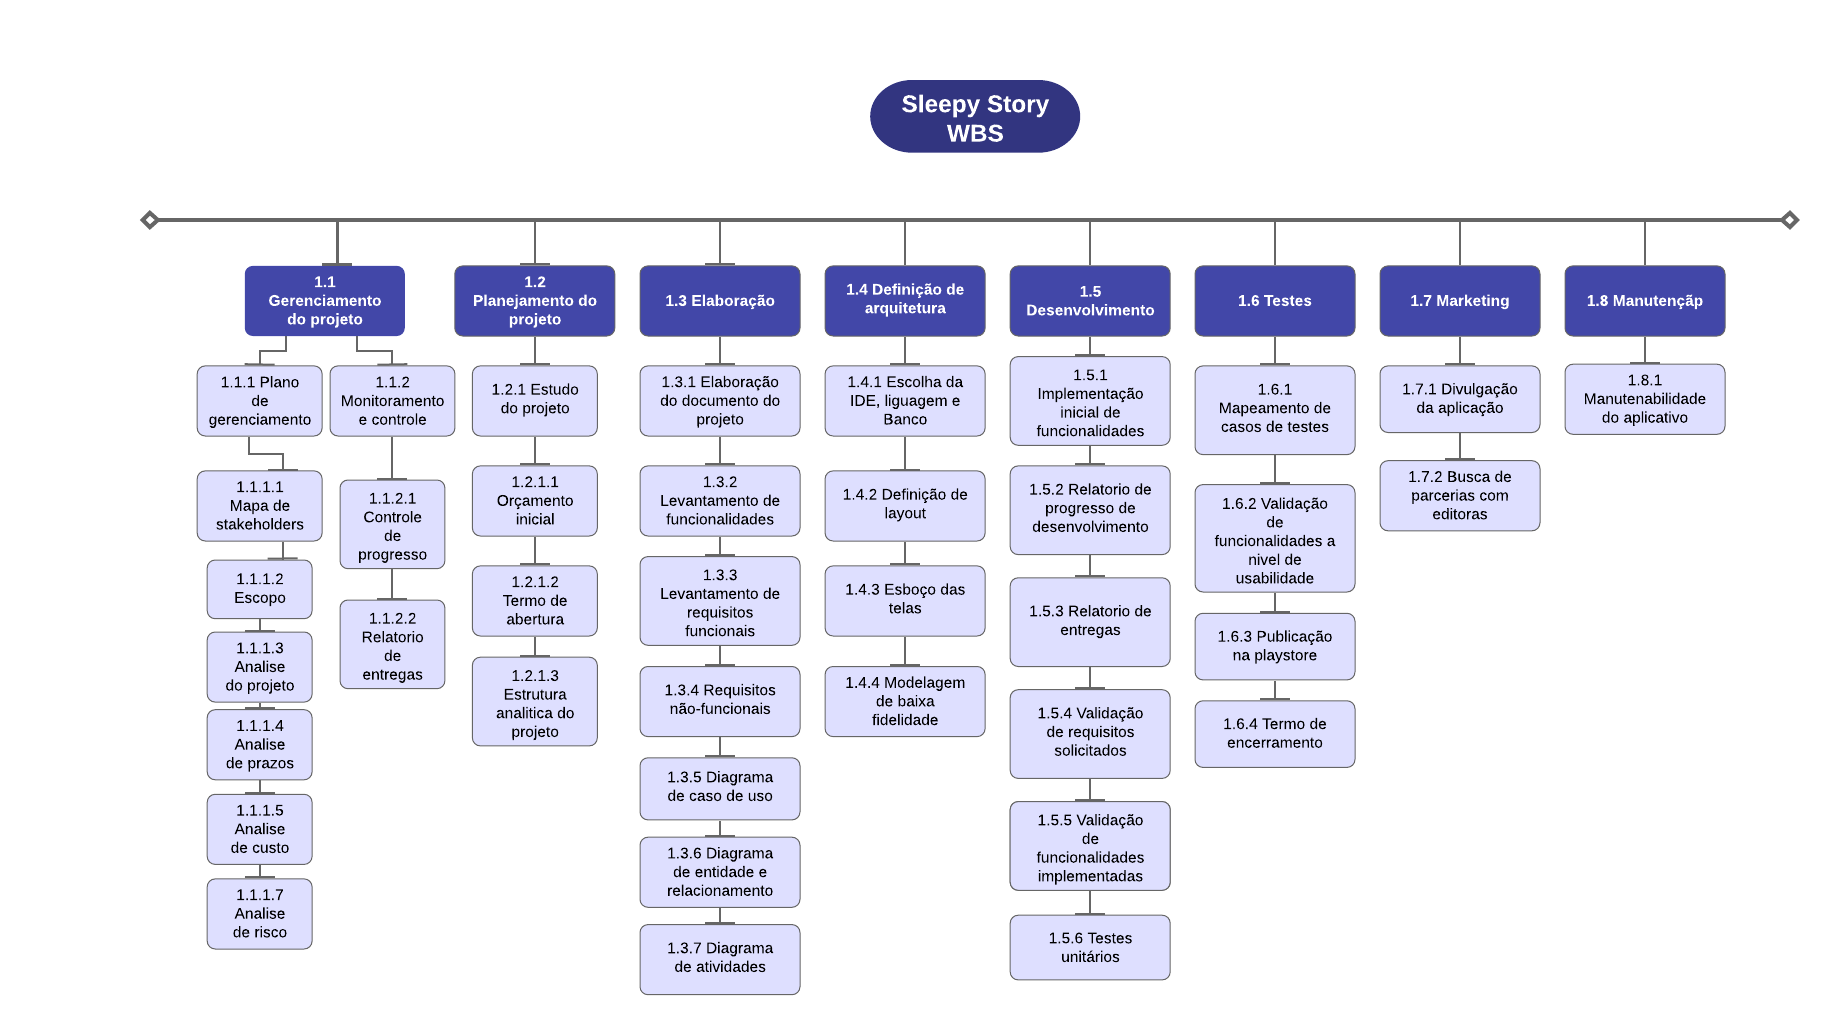 Sleepy Story
WBS
1.1
Gerenciamento
do projeto
1.1.1 Plano
de
gerenciamento
1.1.1.1
Mapa de
stakeholders
1.1.1.2
Escopo
1.1.1.3
Analise
do projeto
1.1.1.4
Analise
de prazos
1.1.1.5
Analise
de custo
1.1.1.7
Analise
de risco
1.1.2
Monitoramento
e controle
1.1.2.1
Controle
de
progresso
1.1.2.2
Relatorio
de
entregas
1.2
Planejamento do
projeto
1.2.1 Estudo
do projeto
1.2.1.1
Orçamento
inicial
1.2.1.2
Termo de
abertura
1.2.1.3
Estrutura
analitica do
projeto
1.3 Elaboração
1.3.1 Elaboração
do documento do
projeto
1.3.2
Levantamento de
funcionalidades
1.3.3
Levantamento de
requisitos
funcionais
1.3.4 Requisitos
não-funcionais
1.3.5 Diagrama
de caso de uso
1.3.6 Diagrama
de entidade e
relacionamento
1.3.7 Diagrama
de atividades
1.4 Definição de
arquitetura
1.4.1 Escolha da
IDE, liguagem e
Banco
1.4.2 Definição de
layout
1.4.3 Esboço das
telas
1.4.4 Modelagem
de baixa
fidelidade
1.5
Desenvolvimento
1.5.1
Implementação
inicial de
funcionalidades
1.5.2 Relatorio de
progresso de
desenvolvimento
1.5.3 Relatorio de
entregas
1.5.4 Validação
de requisitos
solicitados
1.5.5 Validação
de
funcionalidades
implementadas
1.5.6 Testes
unitários
1.6 Testes
1.6.1
Mapeamento de
casos de testes
1.6.2 Validação
de
funcionalidades a
nivel de
usabilidade
1.6.3 Publicação
na playstore
1.6.4 Termo de
encerramento
1.7 Marketing
1.7.1 Divulgação
da aplicação
1.7.2 Busca de
parcerias com
editoras
1.8 Manutençãp
1.8.1
Manutenabilidade
do aplicativo